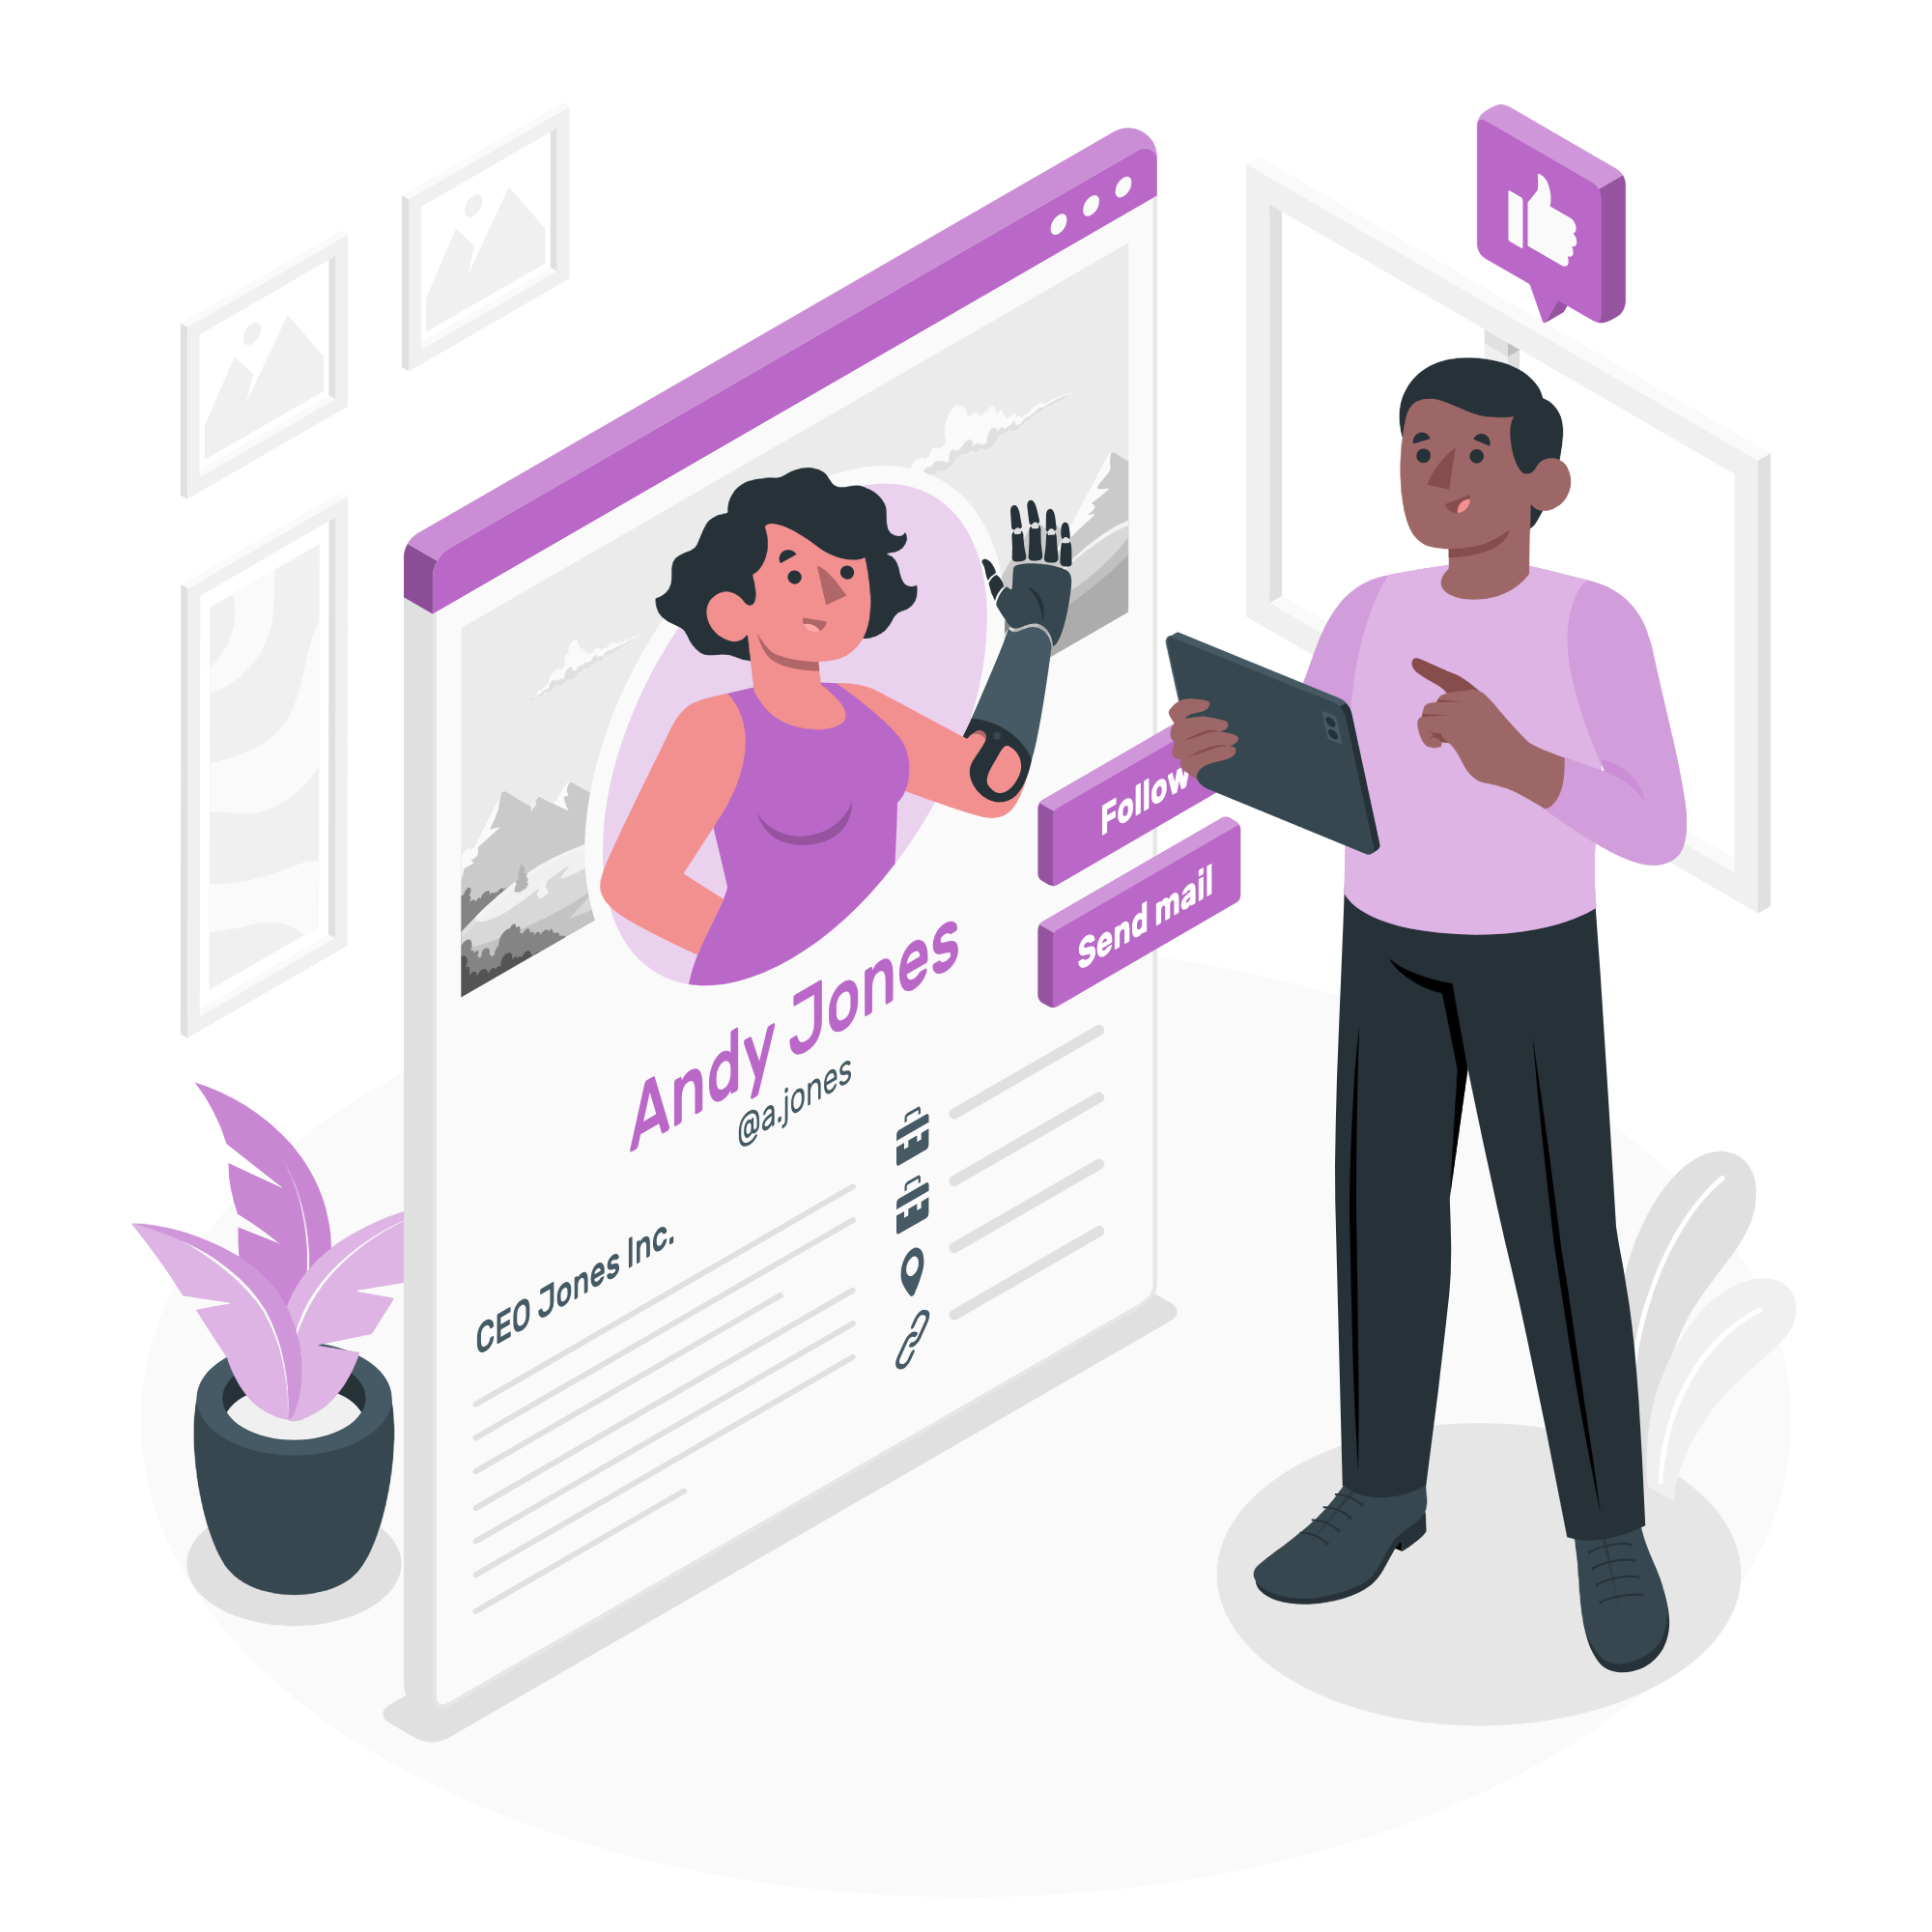 Follow
Send mail
Andy Jones
@a.jones
CEO Jones Inc.